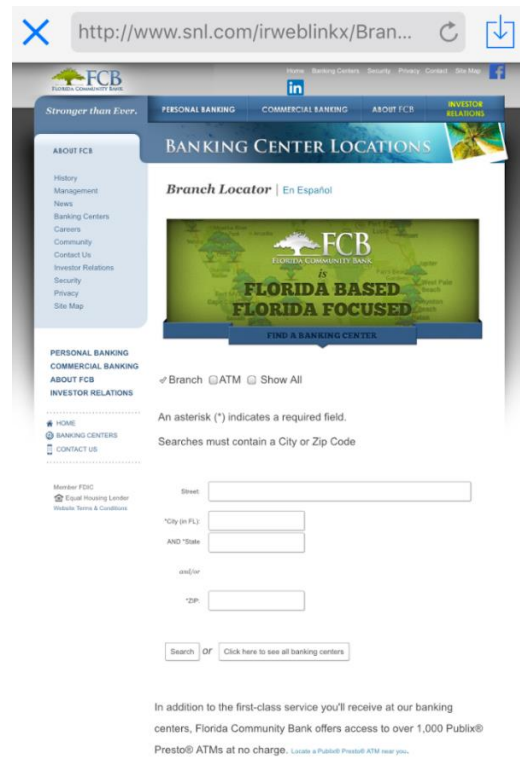 http://www.snl.com/irweblinkx/Bran...
FCB
FLORIDA COMMUNITY BANK
Home Banking Centers Security Privacy Contact Site Map
Stronger than Ever.
PERSONAL BANKING COMMERCIAL BANKING ABOUT FCB INVESTOR RELATIONS
ABOUT FCB
BANKING CENTER LOCATIONS
History
Management
News
Banking Centers
Careers
Community
Contact Us
Investor Relations
Security
Privacy
Site Map
Branch Locator | En Español
FCB
FLORIDA COMMUNITY BANK
is
FLORIDA BASED
FLORIDA FOCUSED
FIND A BANKING CENTER
PERSONAL BANKING
COMMERCIAL BANKING
ABOUT FCB
INVESTOR RELATIONS
HOME
BANKING CENTERS
CONTACT US
Member FDIC
Equal Housing Lender
Website Terms & Conditions
Branch ATM Show All
An asterisk (*) indicates a required field.
Searches must contain a City or Zip Code
Street:
*City (in FL):
AND *State
and/or
*ZIP:
Search or Click here to see all banking centers
In addition to the first-class service you'll receive at our banking
centers, Florida Community Bank offers access to over 1,000 Publix®
Presto® ATMs at no charge. Locate a Publix® Presto® ATM near you.